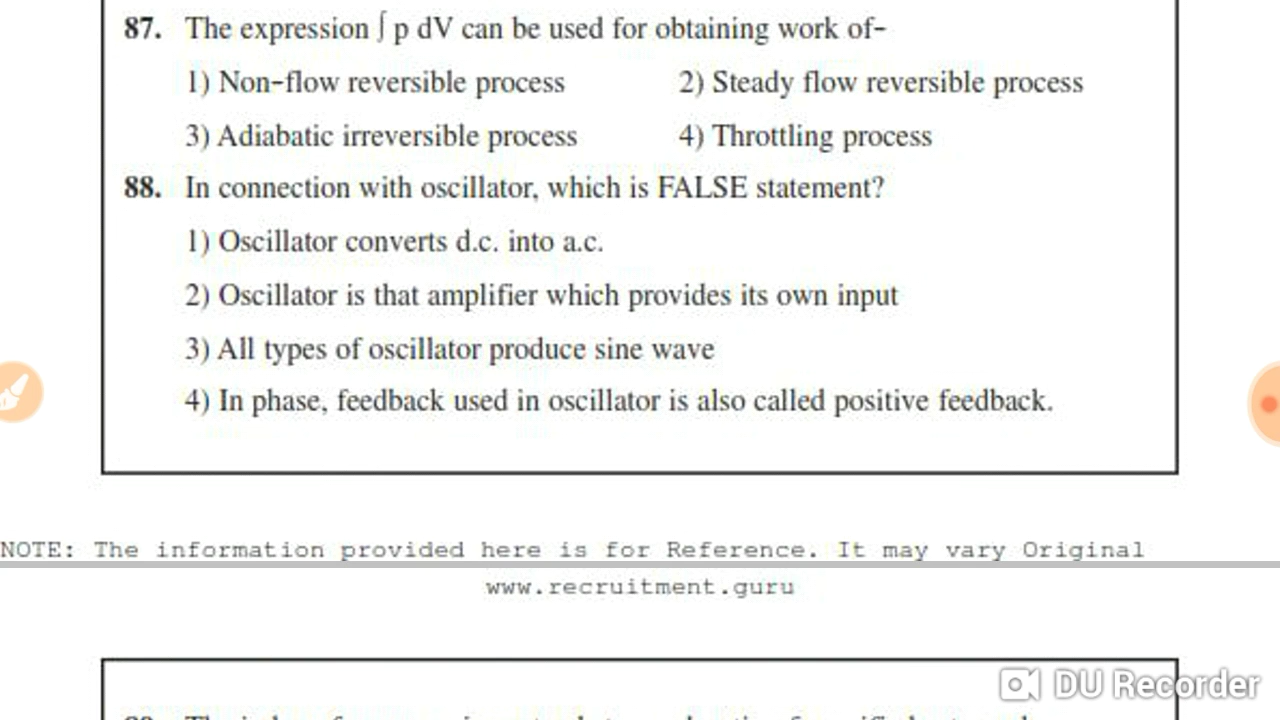 87. The expression ∫ p dV can be used for obtaining work of-
1) Non-flow reversible process 2) Steady flow reversible process
3) Adiabatic irreversible process 4) Throttling process
88. In connection with oscillator, which is FALSE statement?
1) Oscillator converts d.c. into a.c.
2) Oscillator is that amplifier which provides its own input
3) All types of oscillator produce sine wave
4) In phase, feedback used in oscillator is also called positive feedback.
NOTE: The information provided here is for Reference. It may vary Original
www.recruitment.guru
DU Recorder